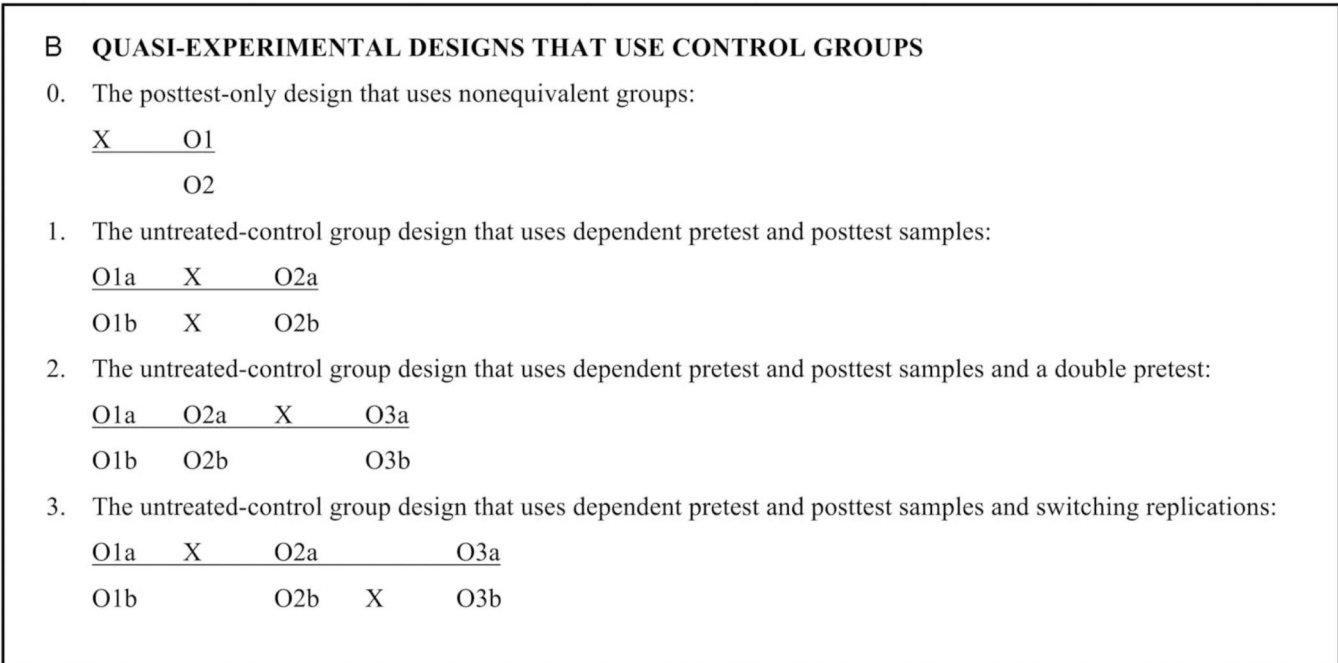 B QUASI-EXPERIMENTAL DESIGNS THAT USE CONTROL GROUPS
0. The posttest-only design that uses nonequivalent groups:
X O1
O2
1. The untreated-control group design that uses dependent pretest and posttest samples:
O1a X O2a
O1b X O2b
2. The untreated-control group design that uses dependent pretest and posttest samples and a double pretest:
O1a O2a X O3a
O1b O2b O3b
3. The untreated-control group design that uses dependent pretest and posttest samples and switching replications:
O1a X O2a O3a
O1b O2b X O3b